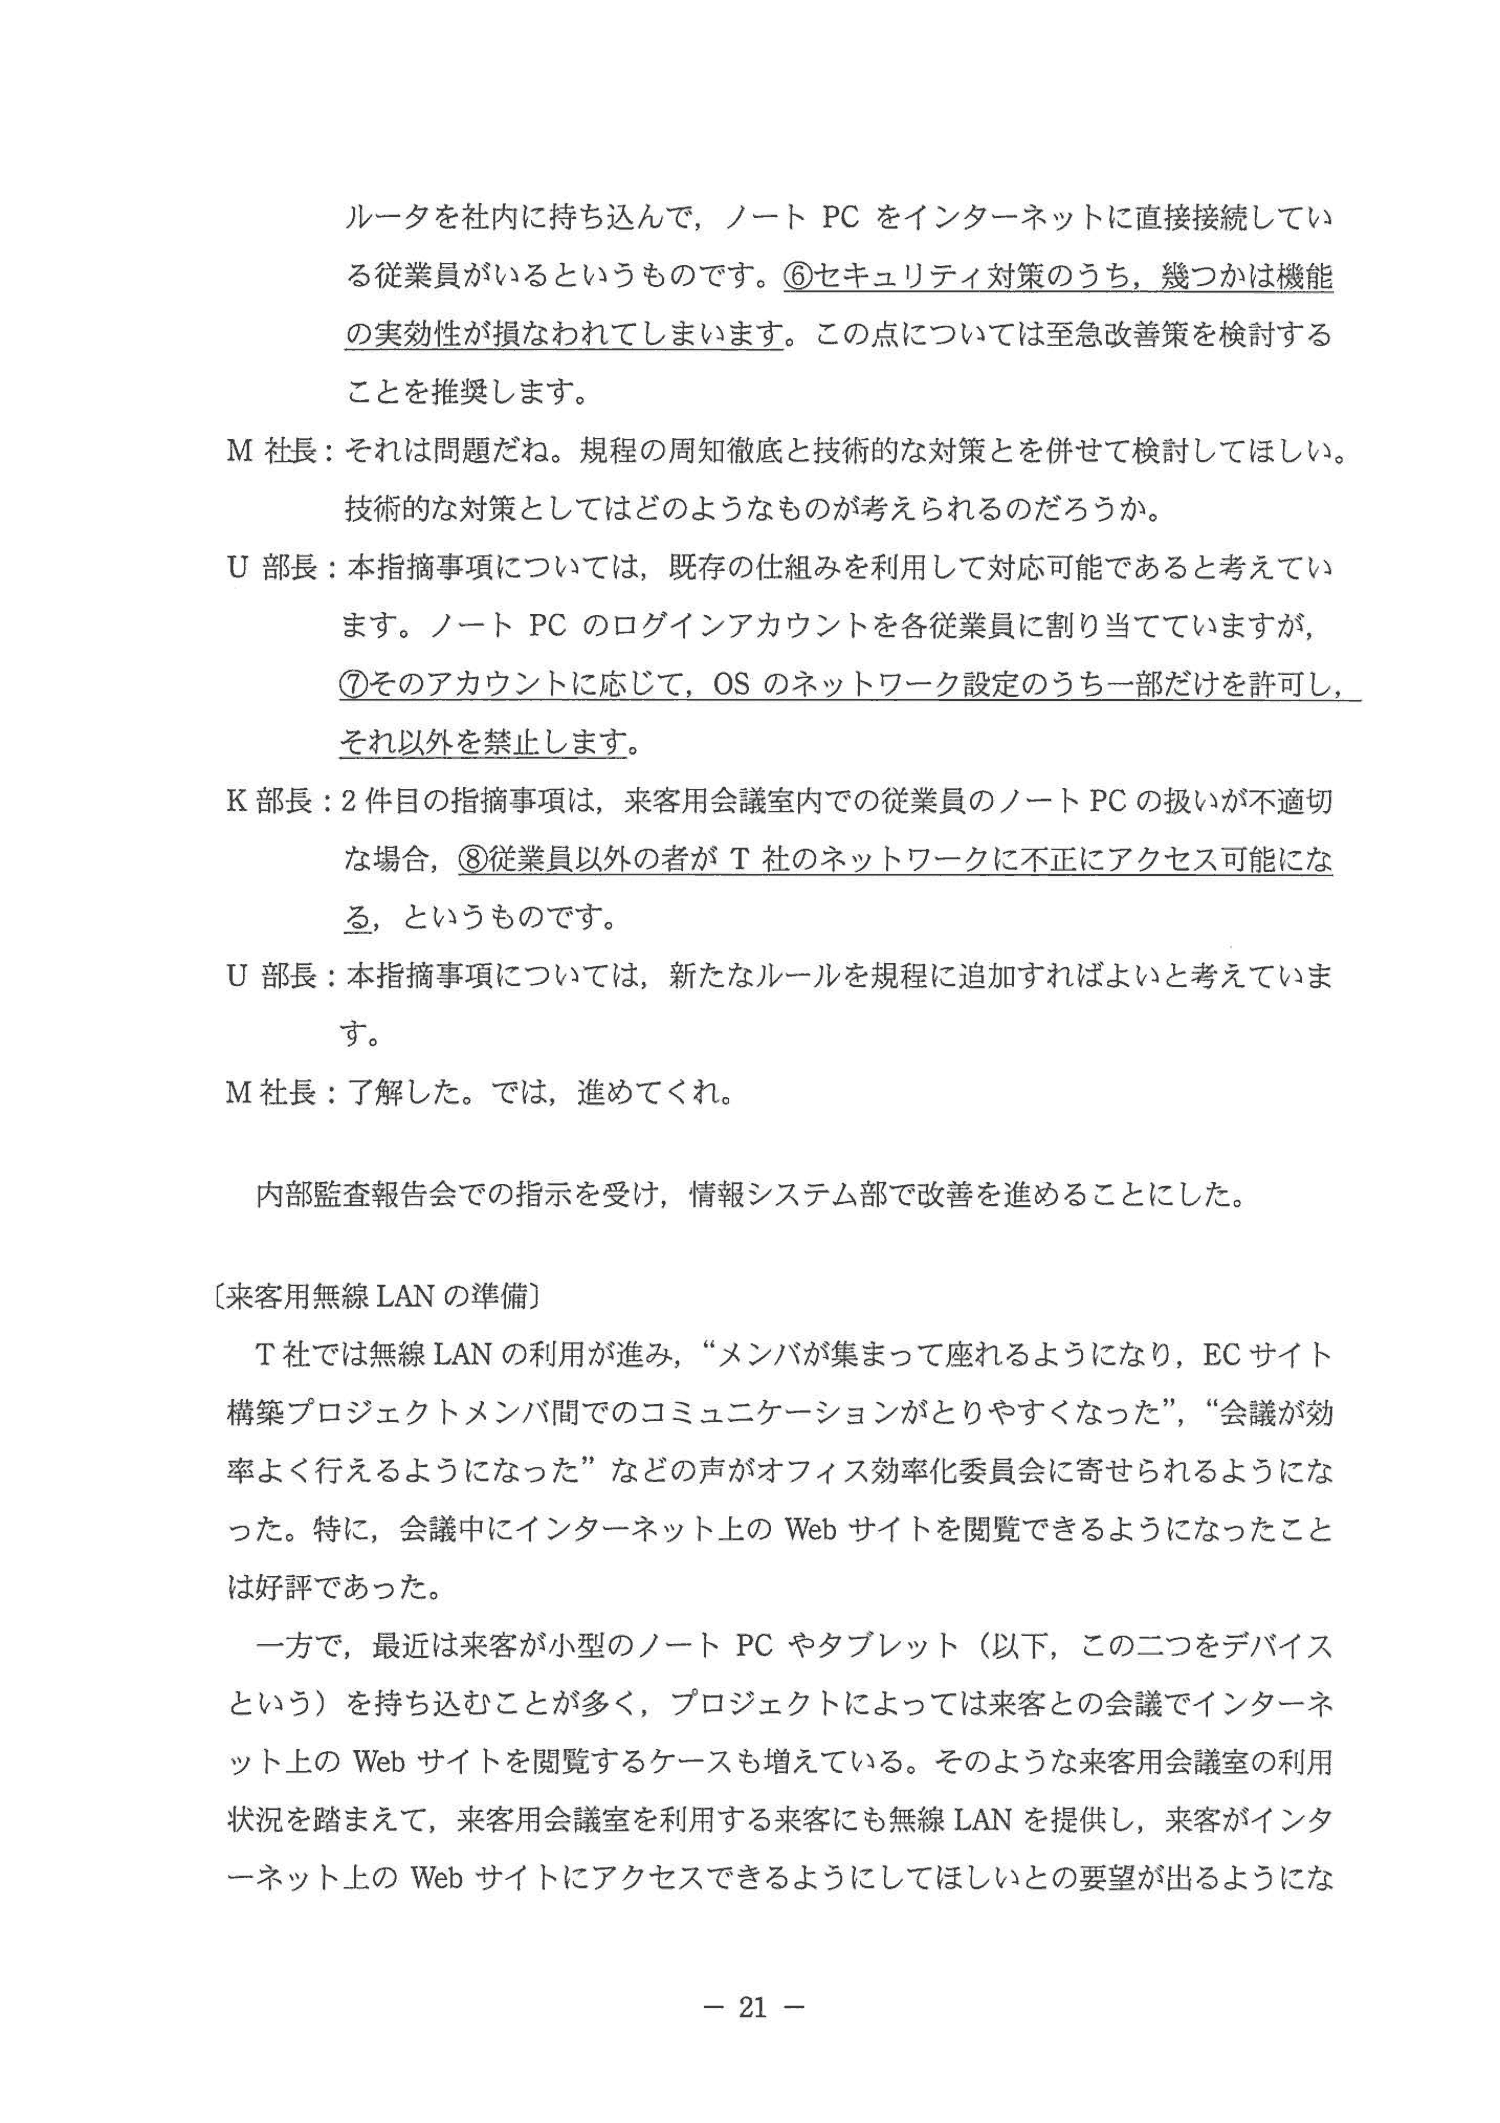 ルータを社内に持ち込んで，ノート PC をインターネットに直接接続してい
る従業員がいるというものです。⑥セキュリティ対策のうち，幾つかは機能
の実効性が損なわれてしまいます。この点については至急改善策を検討する
ことを推奨します。
M 社長：それは問題だね。規程の周知徹底と技術的な対策とを併せて検討してほしい。
技術的な対策としてはどのようなものが考えられるのだろうか。
U 部長：本指摘事項については，既存の仕組みを利用して対応可能であると考えてい
ます。ノート PC のログインアカウントを各従業員に割り当てていますが，
⑦そのアカウントに応じて，OS のネットワーク設定のうち一部だけを許可し，
それ以外を禁止します。
K 部長：2 件目の指摘事項は，来客用会議室内での従業員のノート PC の扱いが不適切
な場合，⑧従業員以外の者が T 社のネットワークに不正にアクセス可能にな
る，というものです。
U 部長：本指摘事項については，新たなルールを規程に追加すればよいと考えていま
す。
M 社長：了解した。では，進めてくれ。
内部監査報告会での指示を受け，情報システム部で改善を進めることにした。
〔来客用無線 LAN の準備〕
T 社では無線 LAN の利用が進み，“メンバが集まって座れるようになり，EC サイト
構築プロジェクトメンバ間でのコミュニケーションがとりやすくなった”，“会議が効
率よく行えるようになった” などの声がオフィス効率化委員会に寄せられるようにな
った。特に，会議中にインターネット上の Web サイトを閲覧できるようになったこと
は好評であった。
一方で，最近は来客が小型のノート PC やタブレット（以下，この二つをデバイス
という）を持ち込むことが多く，プロジェクトによっては来客との会議でインターネ
ット上の Web サイトを閲覧するケースも増えている。そのような来客用会議室の利用
状況を踏まえて，来客用会議室を利用する来客にも無線 LAN を提供し，来客がインタ
ーネット上の Web サイトにアクセスできるようにしてほしいとの要望が出るようにな
－ 21 －